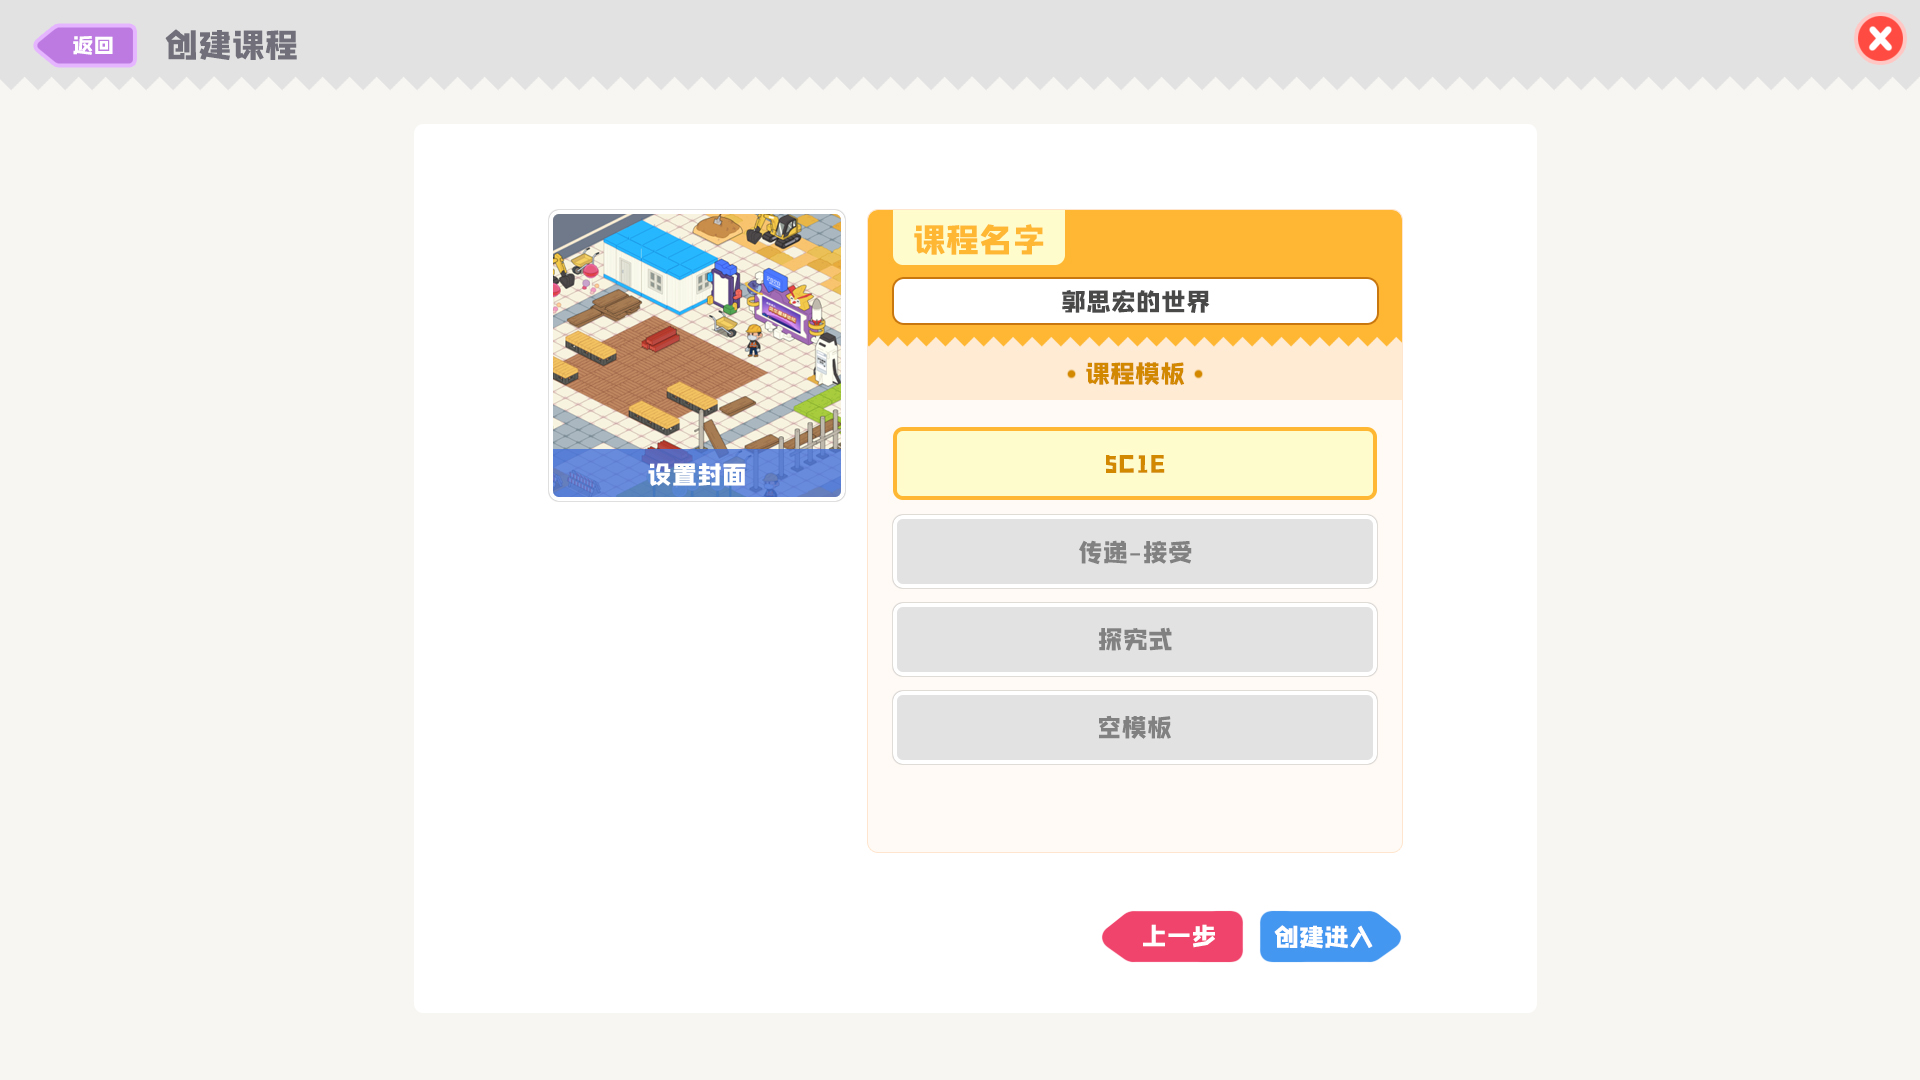 返回
创建课程
课程名字
郭思宏的世界
• 课程模板 •
设置封面
5C1E
传递-接受
探究式
空模板
上一步
创建进入